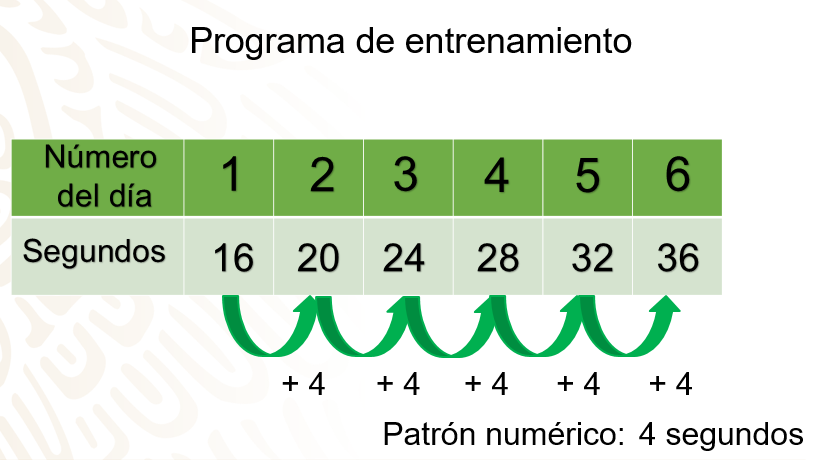 Programa de entrenamiento
Número
del día
1 2 3 4 5 6
Segundos 16 20 24 28 32 36
+ 4 + 4 + 4 + 4 + 4
Patrón numérico: 4 segundos